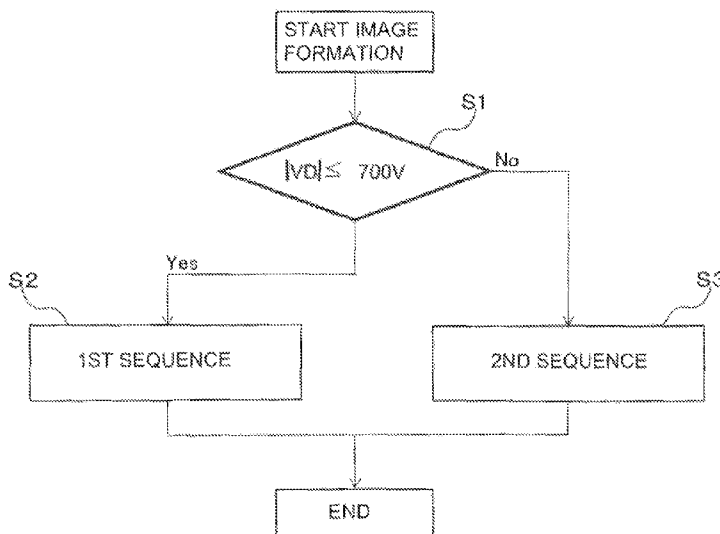 START IMAGE
FORMATION
S1
|VD|≤ 700V
No
Yes
S2
S3
1ST SEQUENCE
2ND SEQUENCE
END